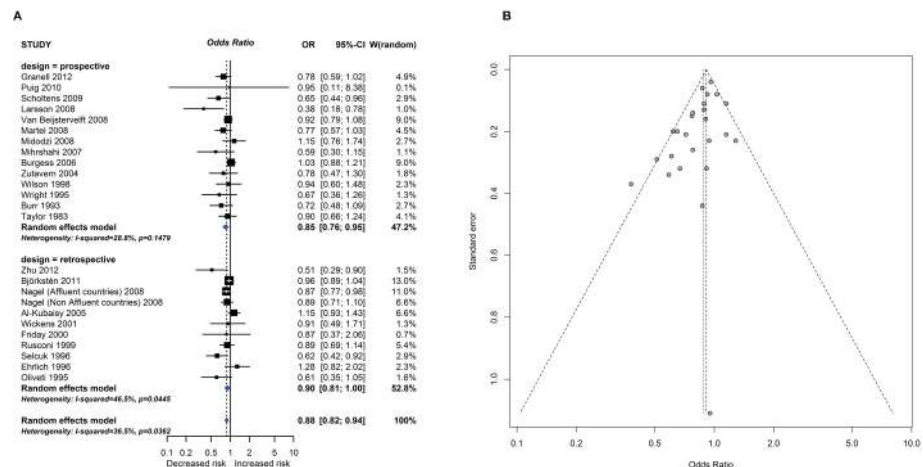 A
STUDY Odds Ratio OR 95%-CI W(random)
design = prospective
Granell 2012 0.78 [0.59; 1.02] 4.9%
Puig 2010 0.95 [0.11; 8.38] 0.1%
Scholtens 2009 0.65 [0.44; 0.96] 2.9%
Larsson 2008 0.38 [0.18; 0.78] 1.0%
Van Beijsterveldt 2008 0.92 [0.79; 1.08] 9.0%
Martel 2008 0.77 [0.57; 1.03] 4.5%
Midodzi 2008 1.15 [0.76; 1.74] 2.7%
Mihrshahi 2007 0.59 [0.30; 1.15] 1.2%
Burgess 2006 1.03 [0.88; 1.21] 9.0%
Zutavern 2004 0.78 [0.47; 1.30] 1.9%
Wilson 1998 0.94 [0.60; 1.48] 2.3%
Wright 1995 0.67 [0.36; 1.26] 1.3%
Burr 1993 0.72 [0.48; 1.09] 2.7%
Taylor 1983 0.90 [0.66; 1.24] 4.1%
Random effects model 0.85 [0.76; 0.95] 47.2%
Heterogeneity: I-squared=28.8%, p=0.1479
design = retrospective
Zhu 2012 0.51 [0.29; 0.90] 1.5%
Björkstén 2011 0.96 [0.89; 1.04] 13.0%
Nagel (Affluent countries) 2008 0.87 [0.77; 0.98] 11.0%
Nagel (Non Affluent countries) 2008 0.89 [0.71; 1.10] 6.6%
Al-Kubaisy 2005 1.15 [0.93; 1.43] 6.6%
Wickens 2001 0.91 [0.49; 1.71] 1.3%
Friday 2000 0.87 [0.37; 2.06] 0.7%
Rusconi 1999 0.89 [0.69; 1.14] 5.4%
Selcuk 1996 0.62 [0.42; 0.92] 2.9%
Ehrlich 1996 1.28 [0.82; 2.02] 2.3%
Oliveti 1995 0.61 [0.35; 1.05] 1.6%
Random effects model 0.90 [0.81; 1.00] 52.8%
Heterogeneity: I-squared=46.5%, p=0.0445
Random effects model 0.88 [0.82; 0.94] 100%
Heterogeneity: I-squared=36.5%, p=0.0362
0.1 0.2 0.5 1 2 5 10
Decreased risk Increased risk
B
Standard error
0.0
0.2
0.4
0.6
0.8
1.0
0.1 0.2 0.5 1.0 2.0 5.0 10.0
Odds Ratio